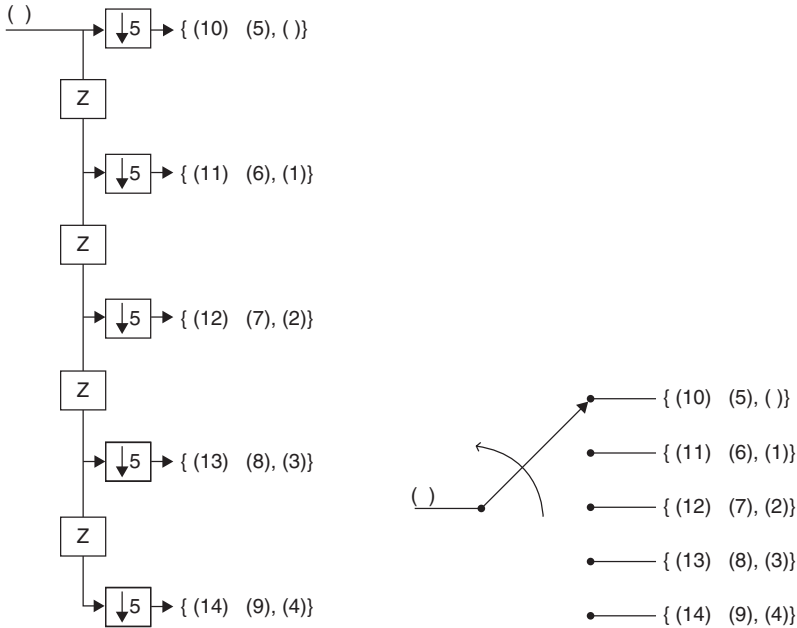 ( )
↓5 { (10) (5), ( )}
Z
↓5 { (11) (6), (1)}
Z
↓5 { (12) (7), (2)}
Z
↓5 { (13) (8), (3)}
Z
↓5 { (14) (9), (4)}
( )
{ (10) (5), ( )}
{ (11) (6), (1)}
{ (12) (7), (2)}
{ (13) (8), (3)}
{ (14) (9), (4)}